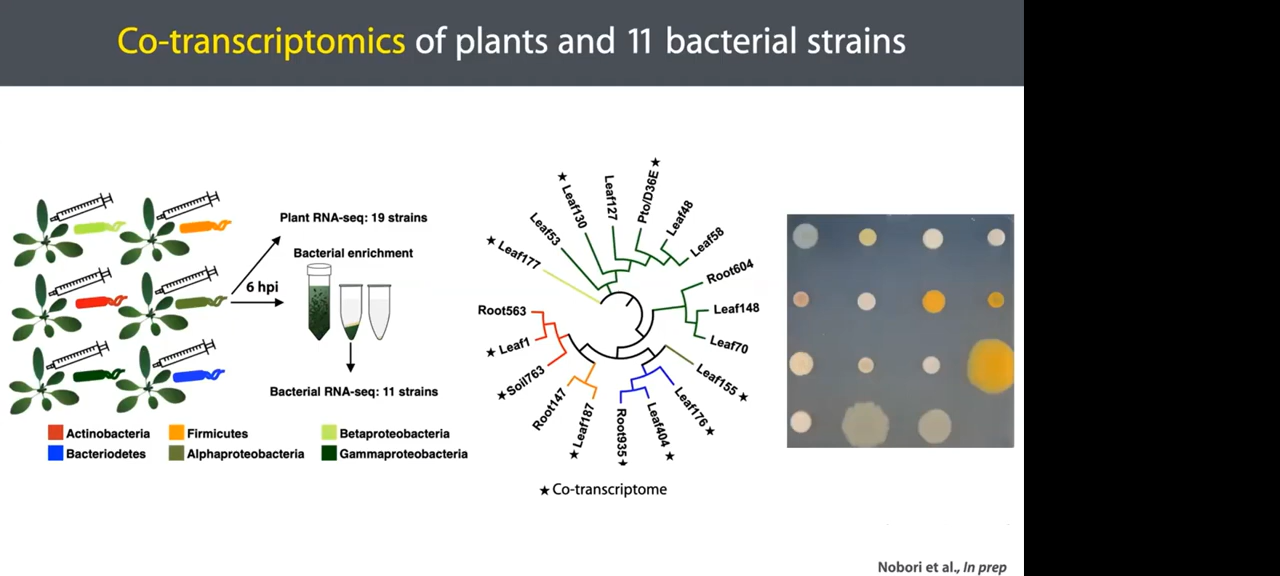 Co-transcriptomics of plants and 11 bacterial strains
Plant RNA-seq: 19 strains
Bacterial enrichment
6 hpi
Bacterial RNA-seq: 11 strains
Actinobacteria
Firmicutes
Betaproteobacteria
Bacteriodetes
Alphaproteobacteria
Gammaproteobacteria
★ Leaf177
Leaf53
★ Leaf130
Leaf127
Pto/D36E ★
Leaf48
Leaf58
Root604
Leaf148
Leaf70
Leaf155 ★
Leaf176 ★
Leaf404 ★
Root935 ★
★ Leaf187
Root147
★ Soil763
★ Leaf1
Root563
★ Co-transcriptome
Nobori et al., In prep